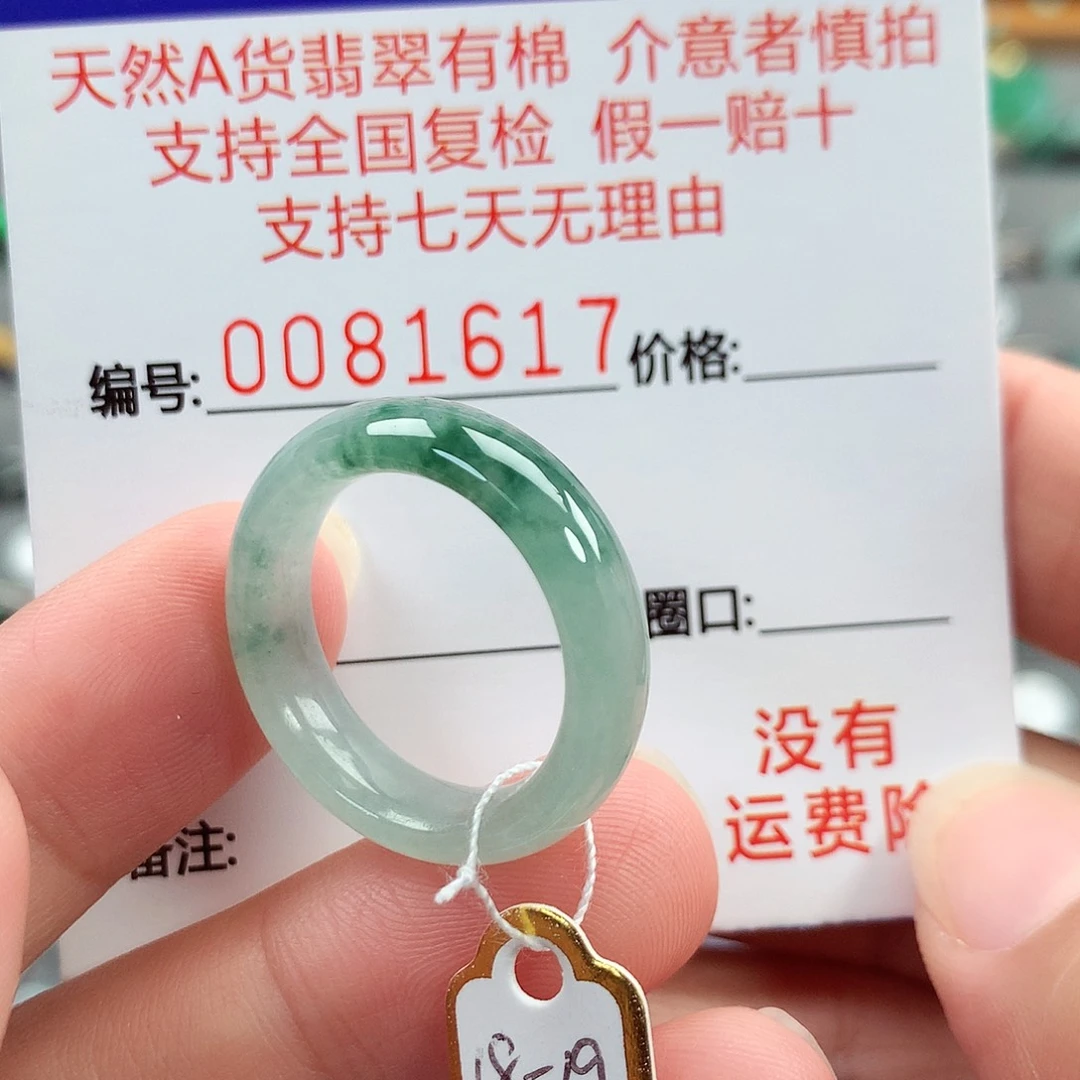 天然A货翡翠有棉 介意者慎拍
支持全国复检 假一赔十
支持七天无理由
编号: 0081617 价格:
圈口:
没有
运费险
备注:
18-19